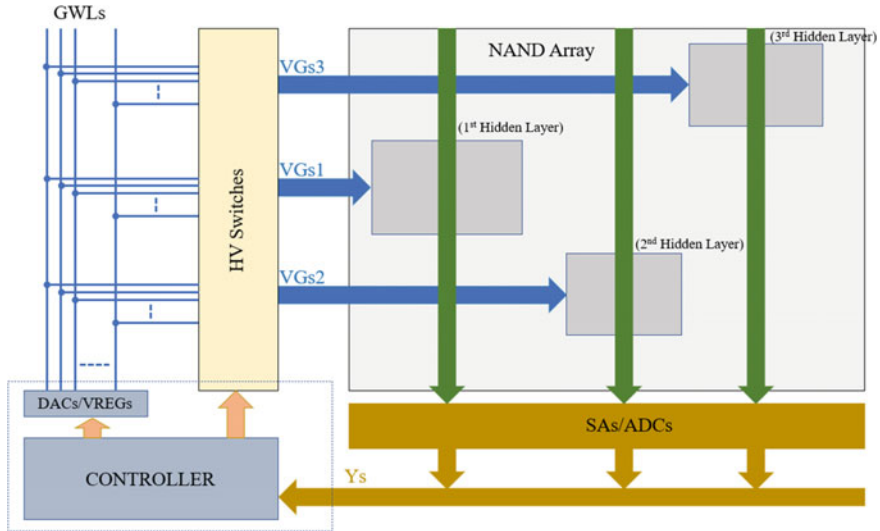 GWLs
NAND Array
(3rd Hidden Layer)
VGs3
(1st Hidden Layer)
VGs1
HV Switches
(2nd Hidden Layer)
VGs2
DACs/VREGs
SAs/ADCs
CONTROLLER
Ys